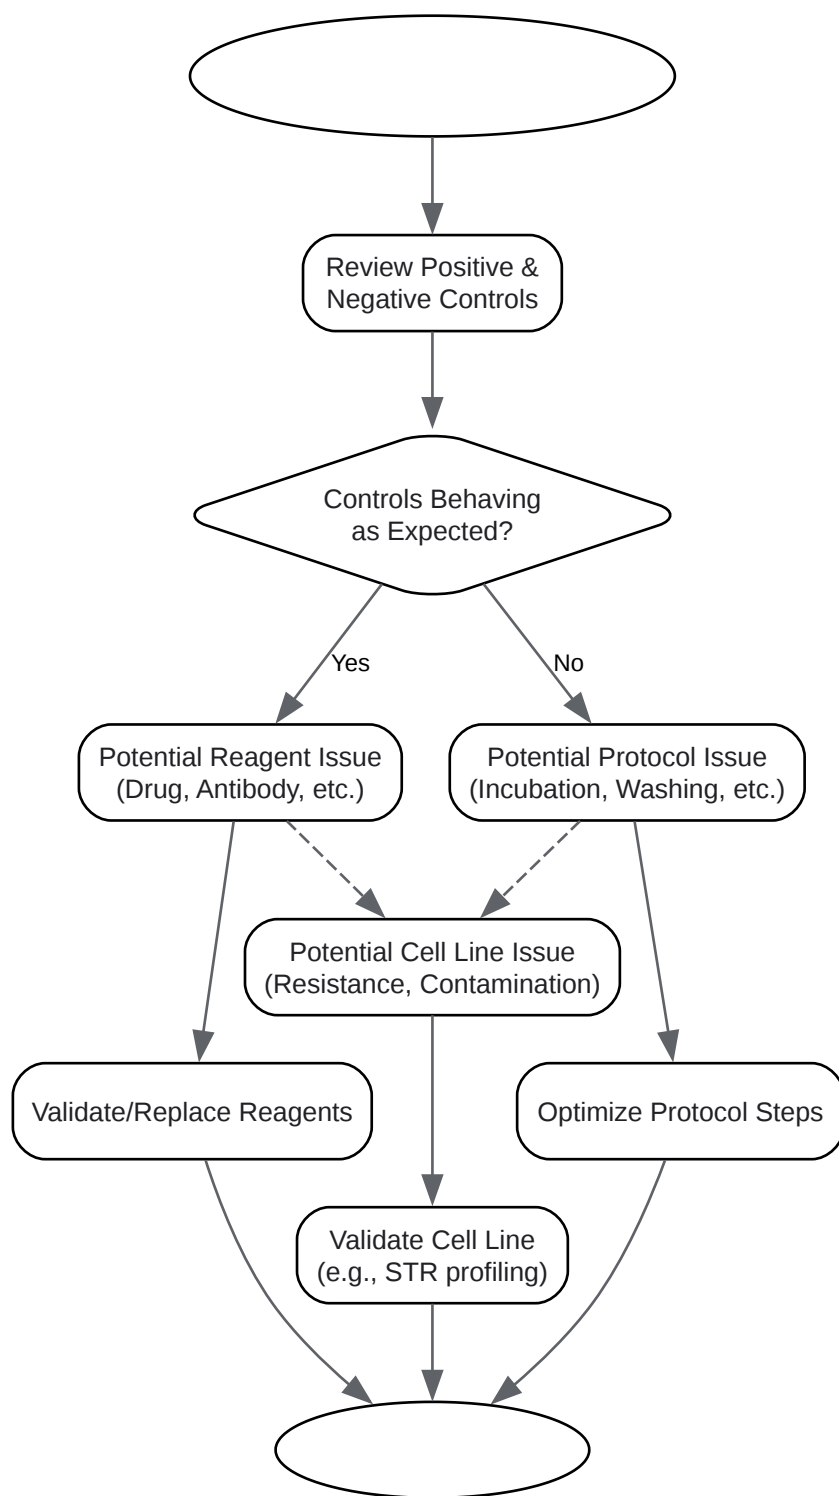 Review Positive &
Negative Controls
Controls Behaving
as Expected?
Yes
No
Potential Reagent Issue
(Drug, Antibody, etc.)
Potential Protocol Issue
(Incubation, Washing, etc.)
Potential Cell Line Issue
(Resistance, Contamination)
Validate/Replace Reagents
Optimize Protocol Steps
Validate Cell Line
(e.g., STR profiling)